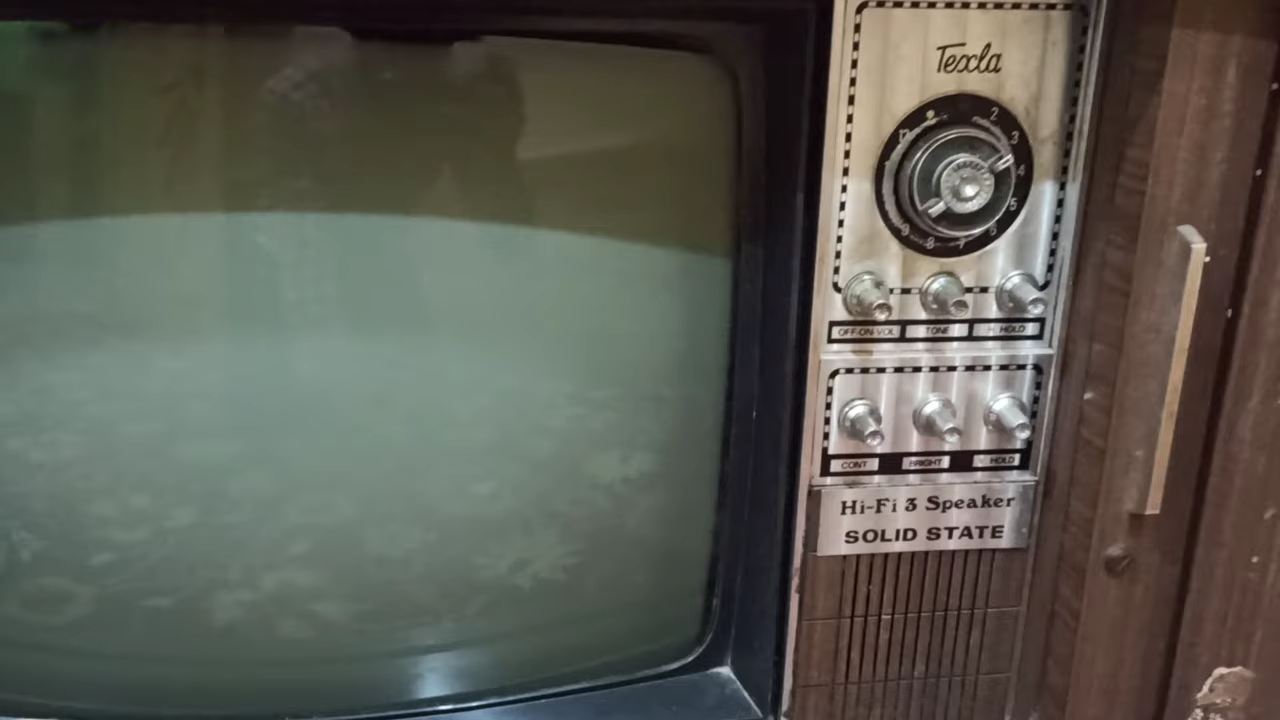 Texla
2
3
4
5
6
7
8
9
12
OFF-ON-VOL TONE H HOLD
CONT BRIGHT V HOLD
Hi-Fi 3 Speaker
SOLID STATE